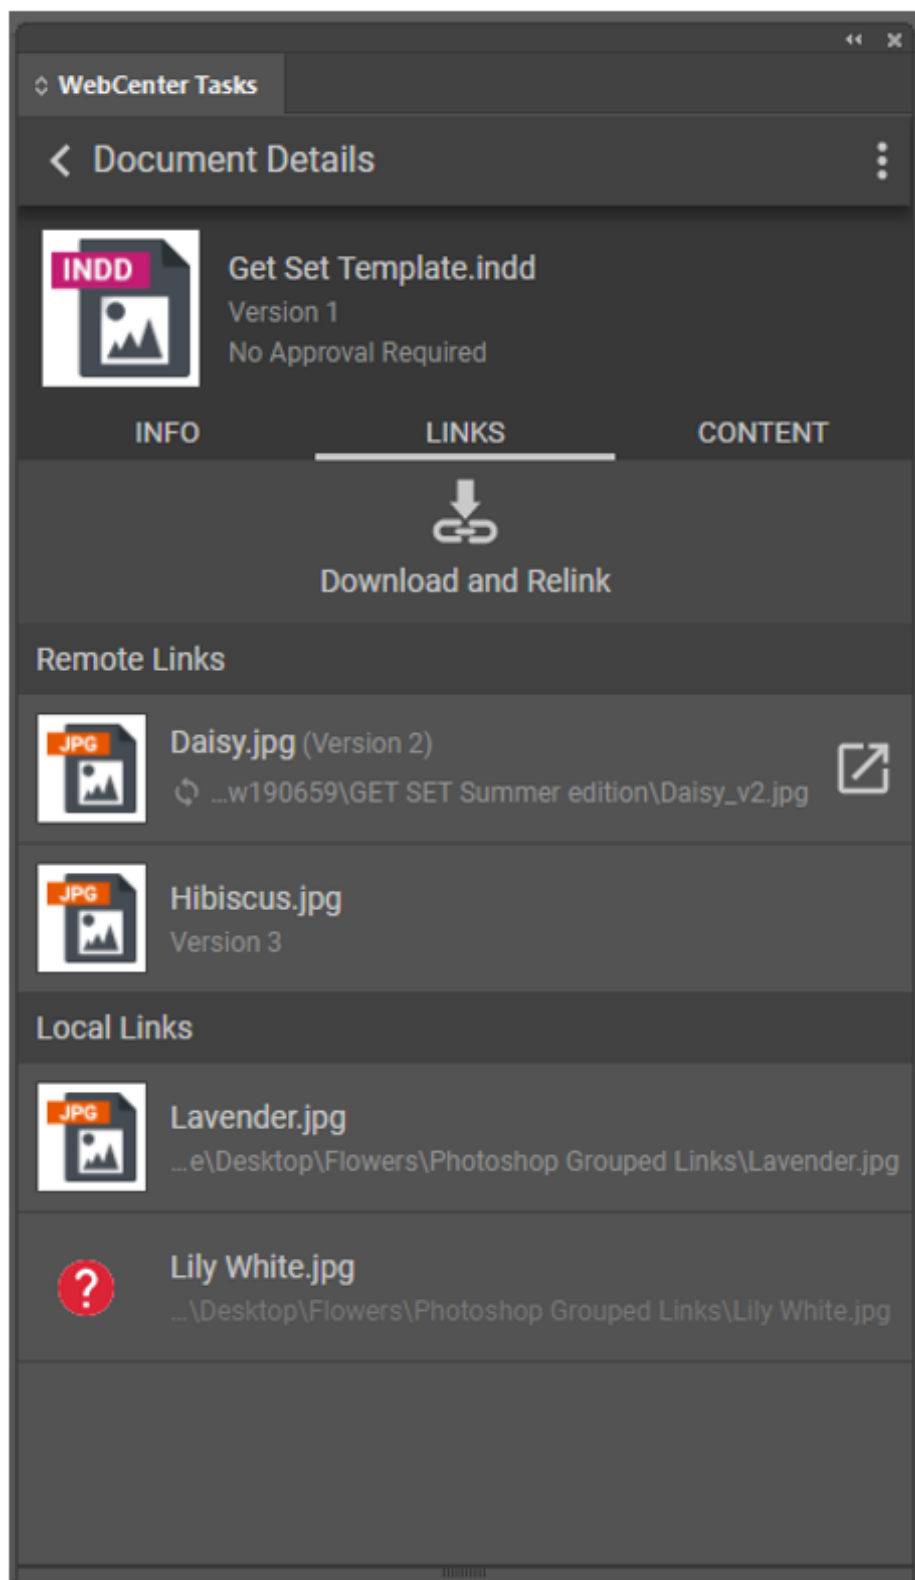 WebCenter Tasks
Document Details
INDD
Get Set Template.indd
Version 1
No Approval Required
INFO LINKS CONTENT
Download and Relink
Remote Links
JPG
Daisy.jpg (Version 2)
...w190659\GET SET Summer edition\Daisy_v2.jpg
JPG
Hibiscus.jpg
Version 3
Local Links
JPG
Lavender.jpg
...e\Desktop\Flowers\Photoshop Grouped Links\Lavender.jpg
?
Lily White.jpg
...\Desktop\Flowers\Photoshop Grouped Links\Lily White.jpg